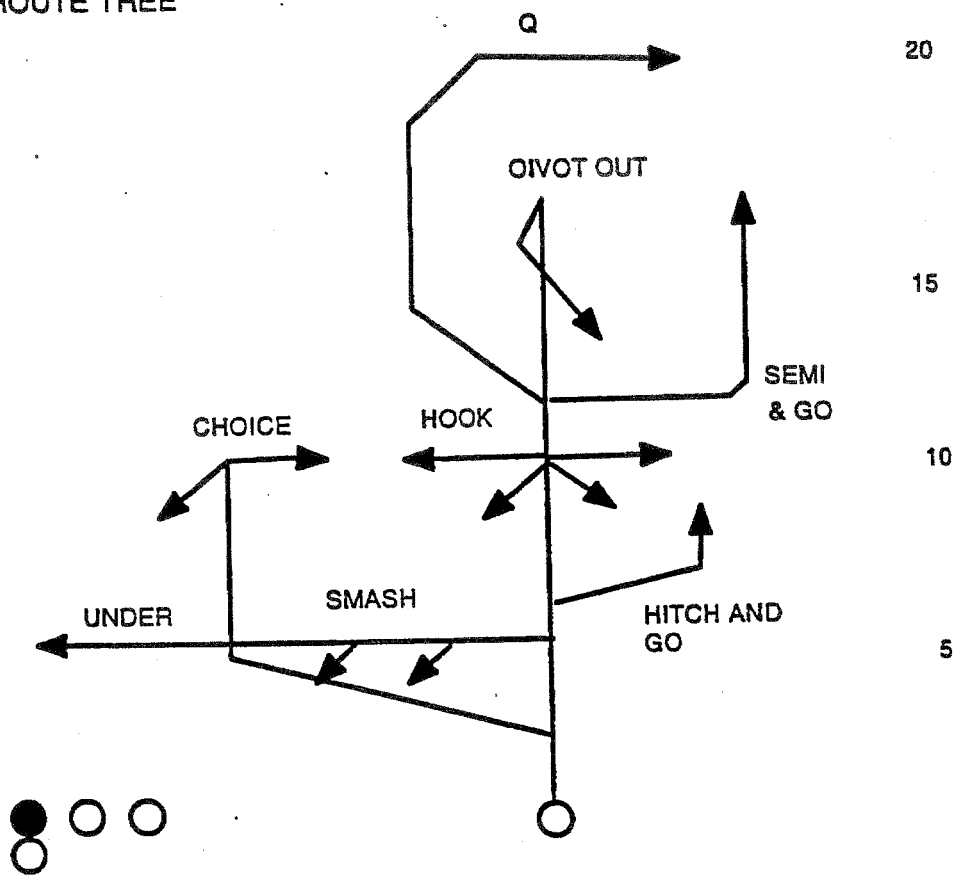 ROUTE TREE
Q
20
OIVOT OUT
15
SEMI
& GO
CHOICE
HOOK
10
SMASH
UNDER
HITCH AND
GO
5